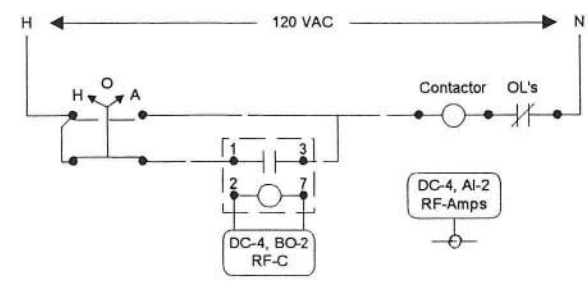 H 120 VAC N
O
H A
Contactor OL's
1 3
2 7
DC-4, AI-2
RF-Amps
DC-4, BO-2
RF-C